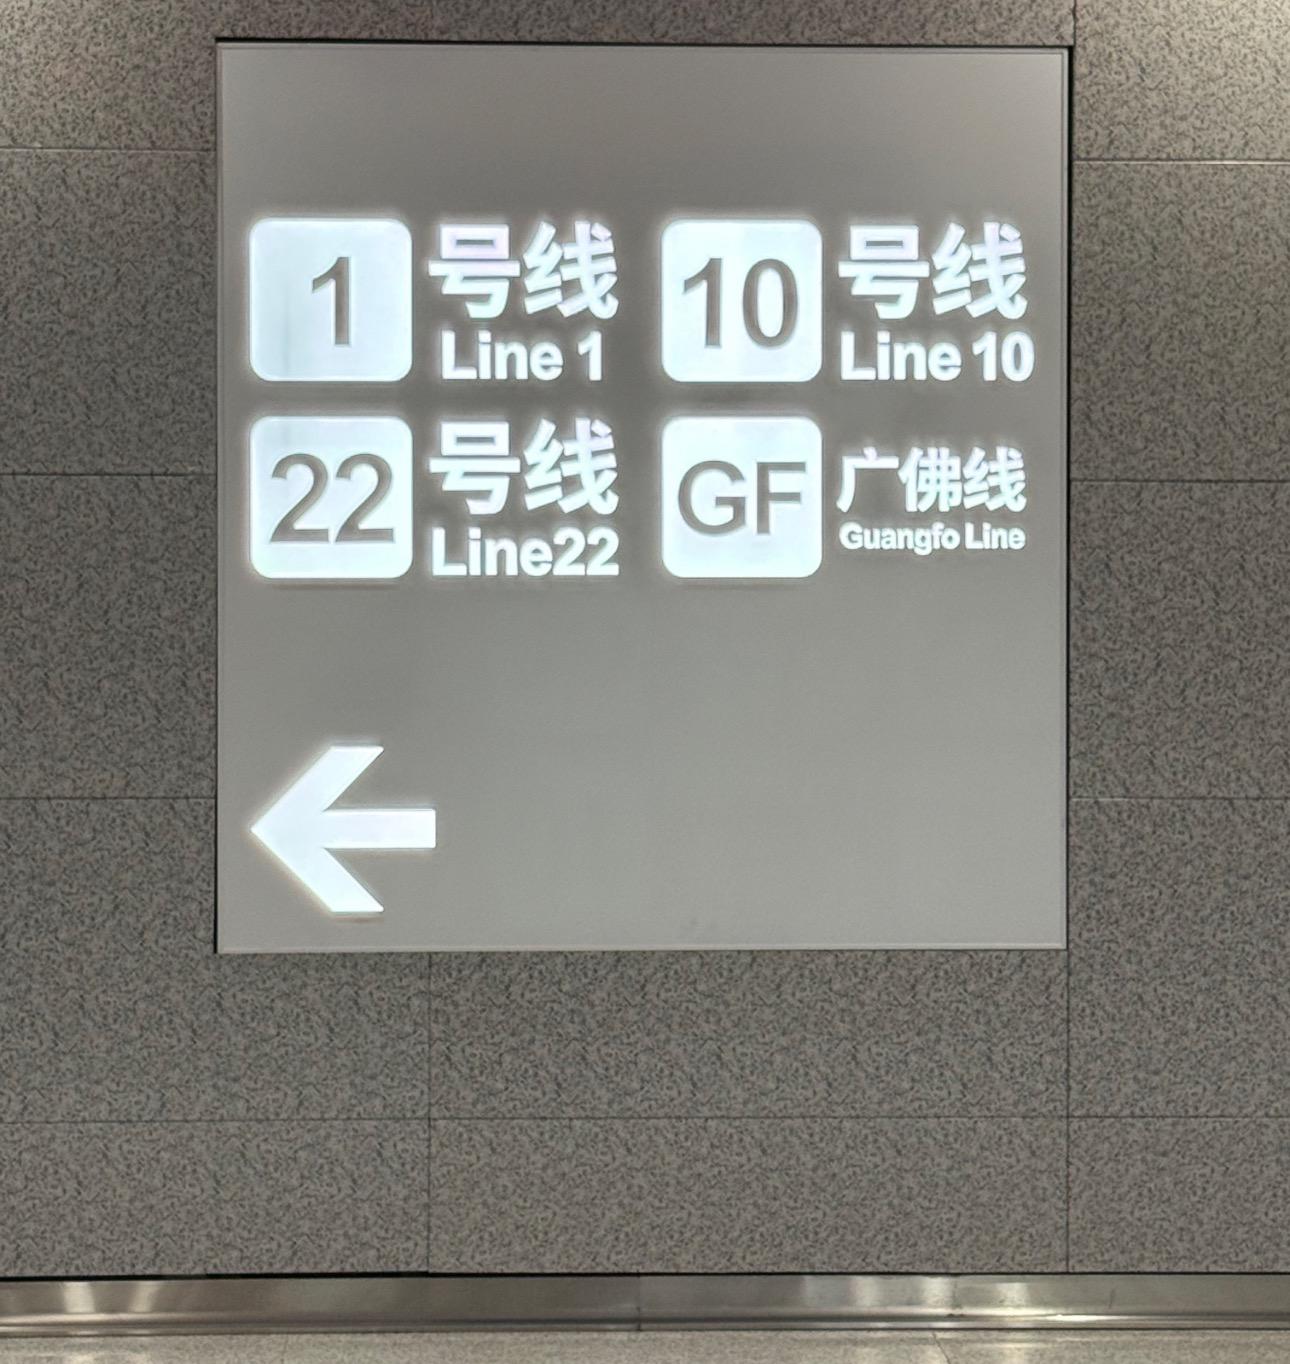 1 号线 10 号线
Line 1 Line 10
22 号线 GF 广佛线
Line22 Guangfo Line